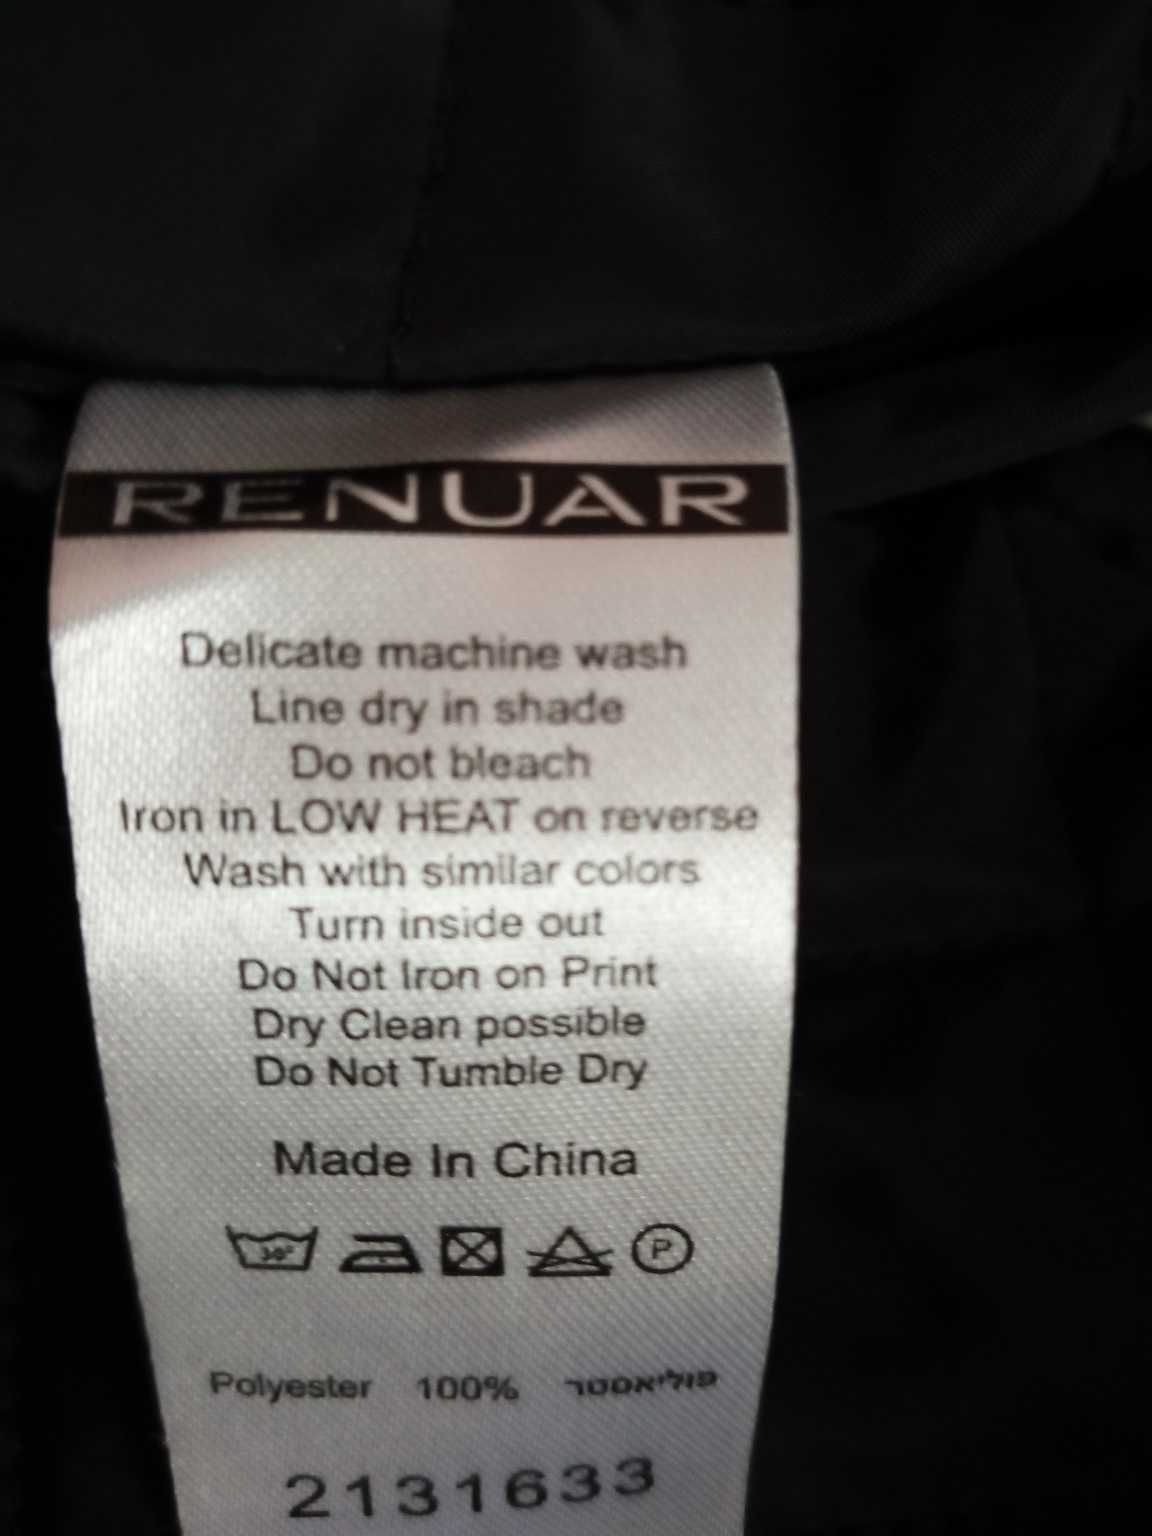 RENUAR
Delicate machine wash
Line dry in shade
Do not bleach
Iron in LOW HEAT on reverse
Wash with similar colors
Turn inside out
Do Not Iron on Print
Dry Clean possible
Do Not Tumble Dry
Made In China
30° P
Polyester 100% פוליאסטר
2131633